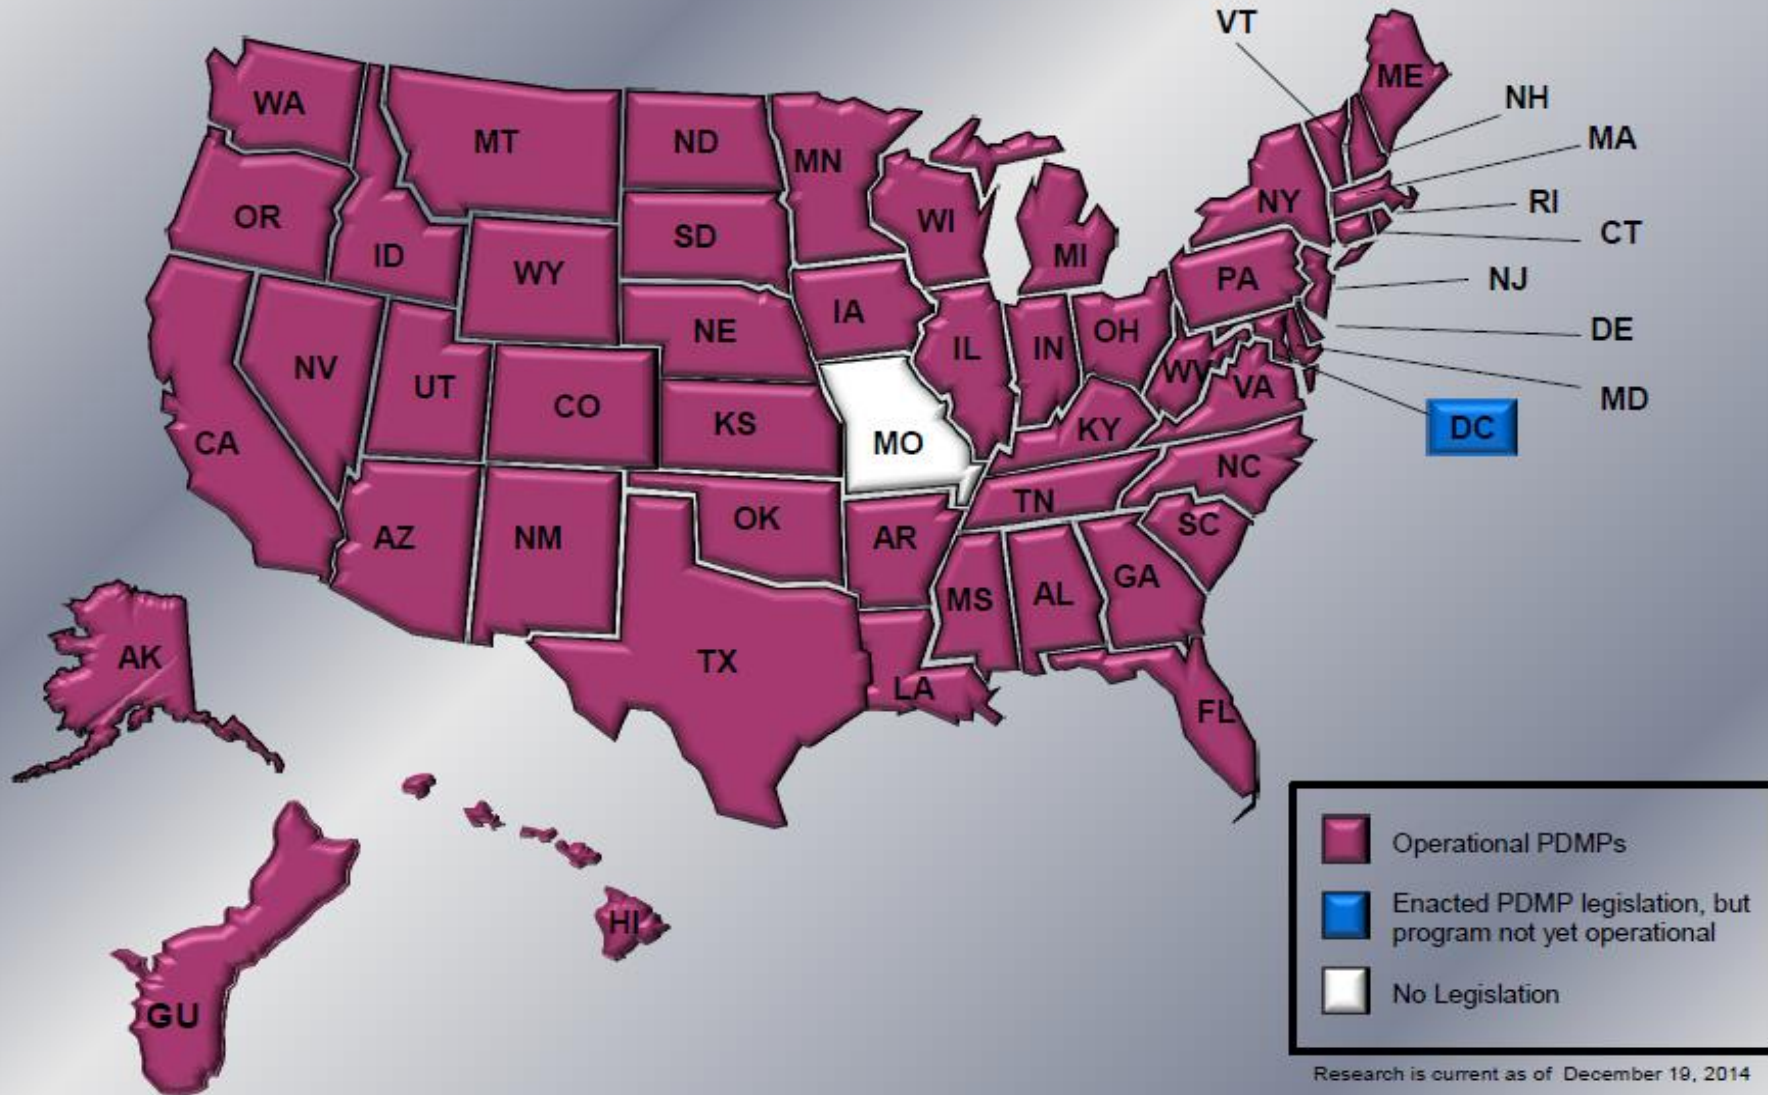 VT
ME
NH
WA
MT
ND
MN
MA
OR
ID
SD
WI
MI
NY
RI
CT
WY
PA
NJ
IA
NE
OH
DE
NV
UT
CO
IL
IN
WV
VA
MD
KS
MO
KY
DC
CA
NC
TN
AZ
NM
OK
AR
SC
MS
AL
GA
AK
TX
LA
FL
HI
GU
Operational PDMPs
Enacted PDMP legislation, but
program not yet operational
No Legislation
Research is current as of December 19, 2014